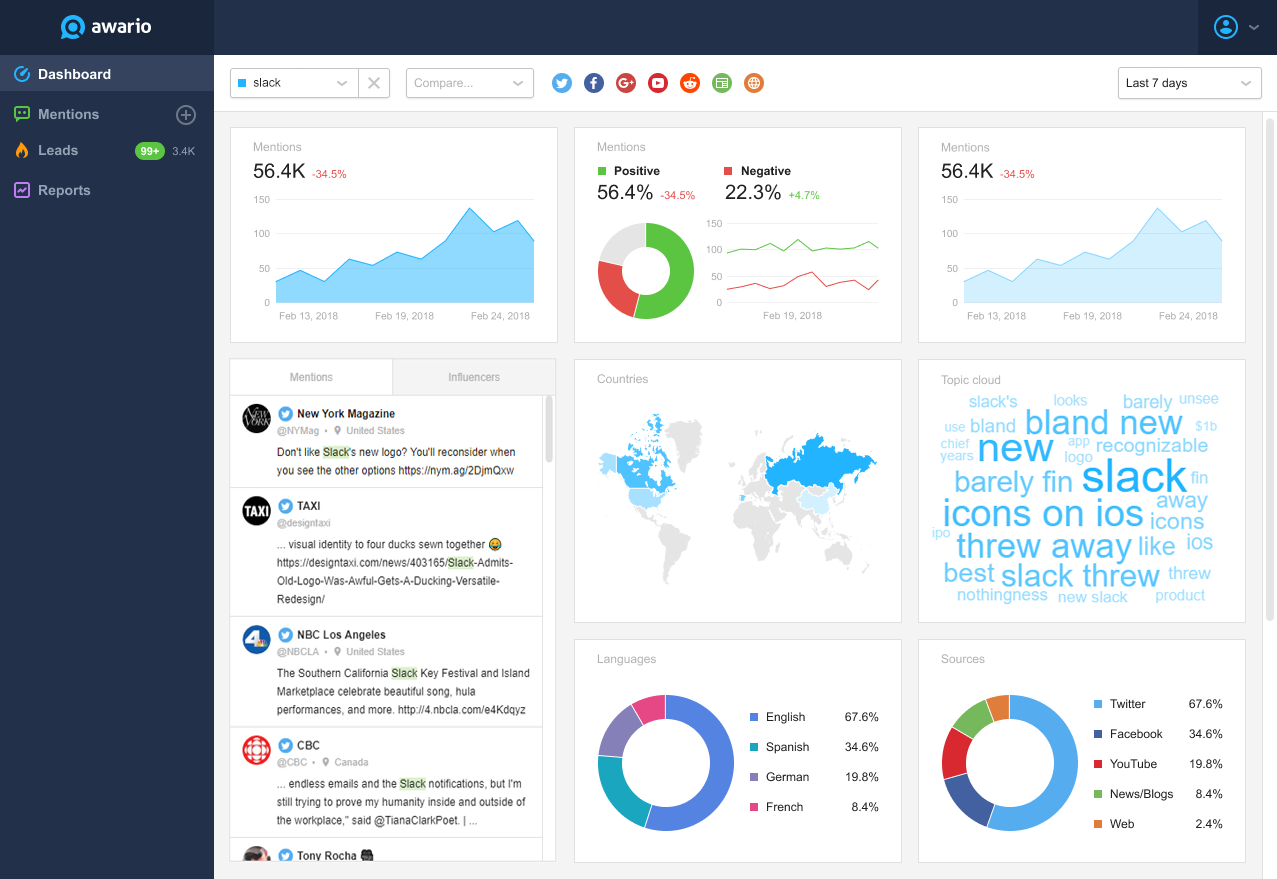 awario
Dashboard
Mentions
Leads 99+ 3.4K
Reports
slack
Compare...
Last 7 days
Mentions
56.4K -34.5%
150
100
50
0
Feb 13, 2018 Feb 19, 2018 Feb 24, 2018
Mentions
Positive Negative
56.4% -34.5% 22.3% +4.7%
150
100
50
0
Feb 19, 2018
Mentions
56.4K -34.5%
150
100
50
0
Feb 13, 2018 Feb 19, 2018 Feb 24, 2018
Mentions Influencers
NEW YORK
New York Magazine
@NYMag • United States
Don't like Slack's new logo? You'll reconsider when
you see the other options https://nym.ag/2DjmQxw
TAXI
TAXI
@designtaxi
... visual identity to four ducks sewn together 😂
https://designtaxi.com/news/403165/Slack-Admits-
Old-Logo-Was-Awful-Gets-A-Ducking-Versatile-
Redesign/
4
NBC Los Angeles
@NBCLA • United States
The Southern California Slack Key Festival and Island
Marketplace celebrate beautiful song, hula
performances, and more. http://4.nbcla.com/e4Kdqyz
CBC
@CBC • Canada
... endless emails and the Slack notifications, but I'm
still trying to prove my humanity inside and outside of
the workplace," said @TianaClarkPoet. | ...
Tony Rocha
Countries
Topic cloud
slack's looks barely unsee
use bland bland new $1b
chief new app recognizable
years logo
barely fin slack fin
away
icons on ios icons
ipo threw away like ios
best slack threw threw
nothingness new slack product
Languages
English 67.6%
Spanish 34.6%
German 19.8%
French 8.4%
Sources
Twitter 67.6%
Facebook 34.6%
YouTube 19.8%
News/Blogs 8.4%
Web 2.4%